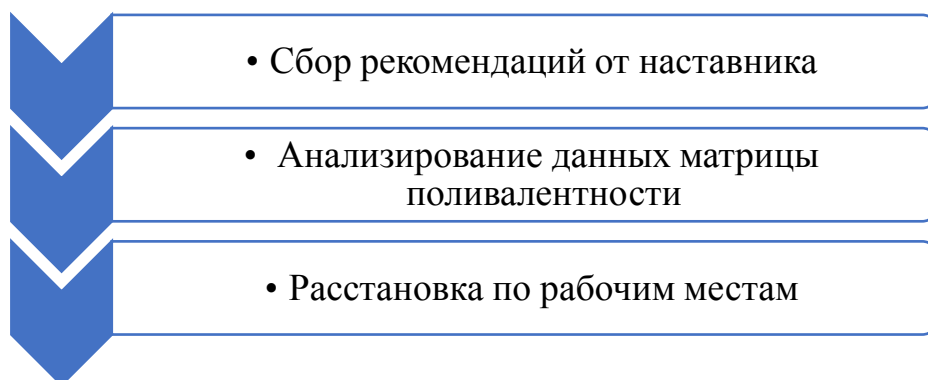 • Сбор рекомендаций от наставника
• Анализирование данных матрицы
поливалентности
• Расстановка по рабочим местам